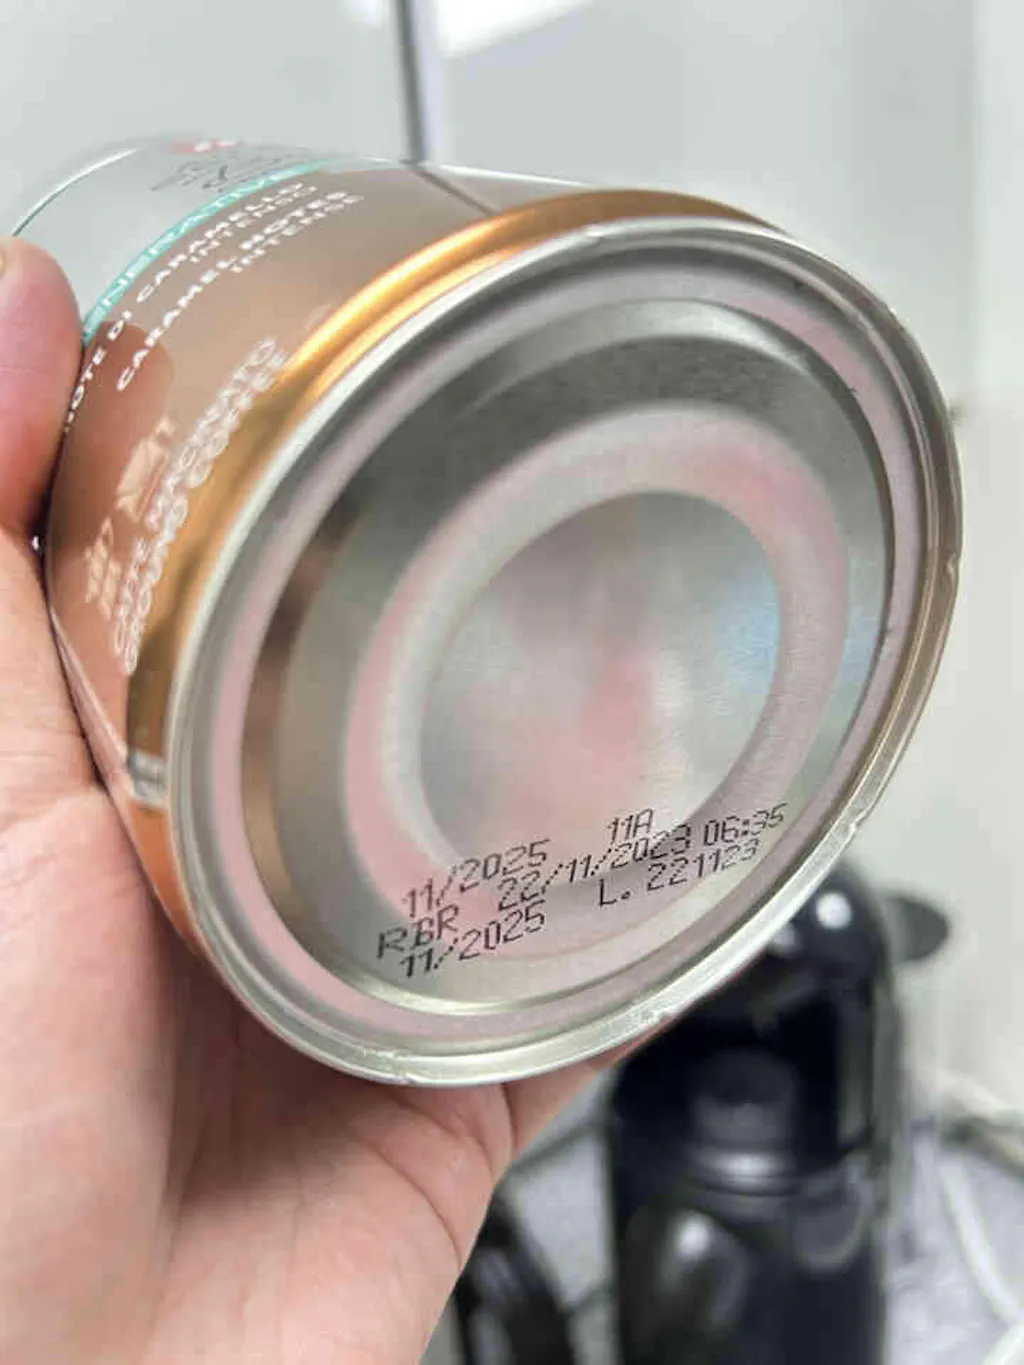 NOTE DI CARAMELLO
INTENSO
CARAMEL NOTES
INTENSE
CAFFÈ MACINATO
GROUND COFFEE
11/2025 11A
RBR 22/11/2023 06:35
11/2025 L. 221123